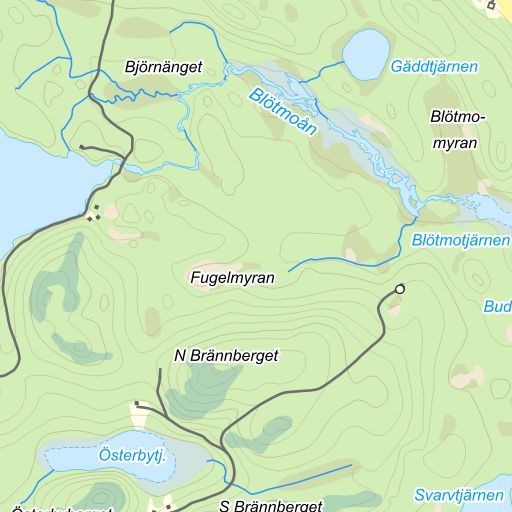 Björnänget
Gäddtjärnen
Blötmoån
Blötmo-
myran
Blötmotjärnen
Fugelmyran
Bud
N Brännberget
Österbytj.
Svarvtjärnen
S Brännberget